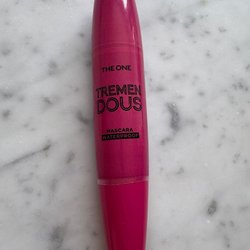 THE ONE
TREMEN
DOUS
MASCARA
WATERPROOF